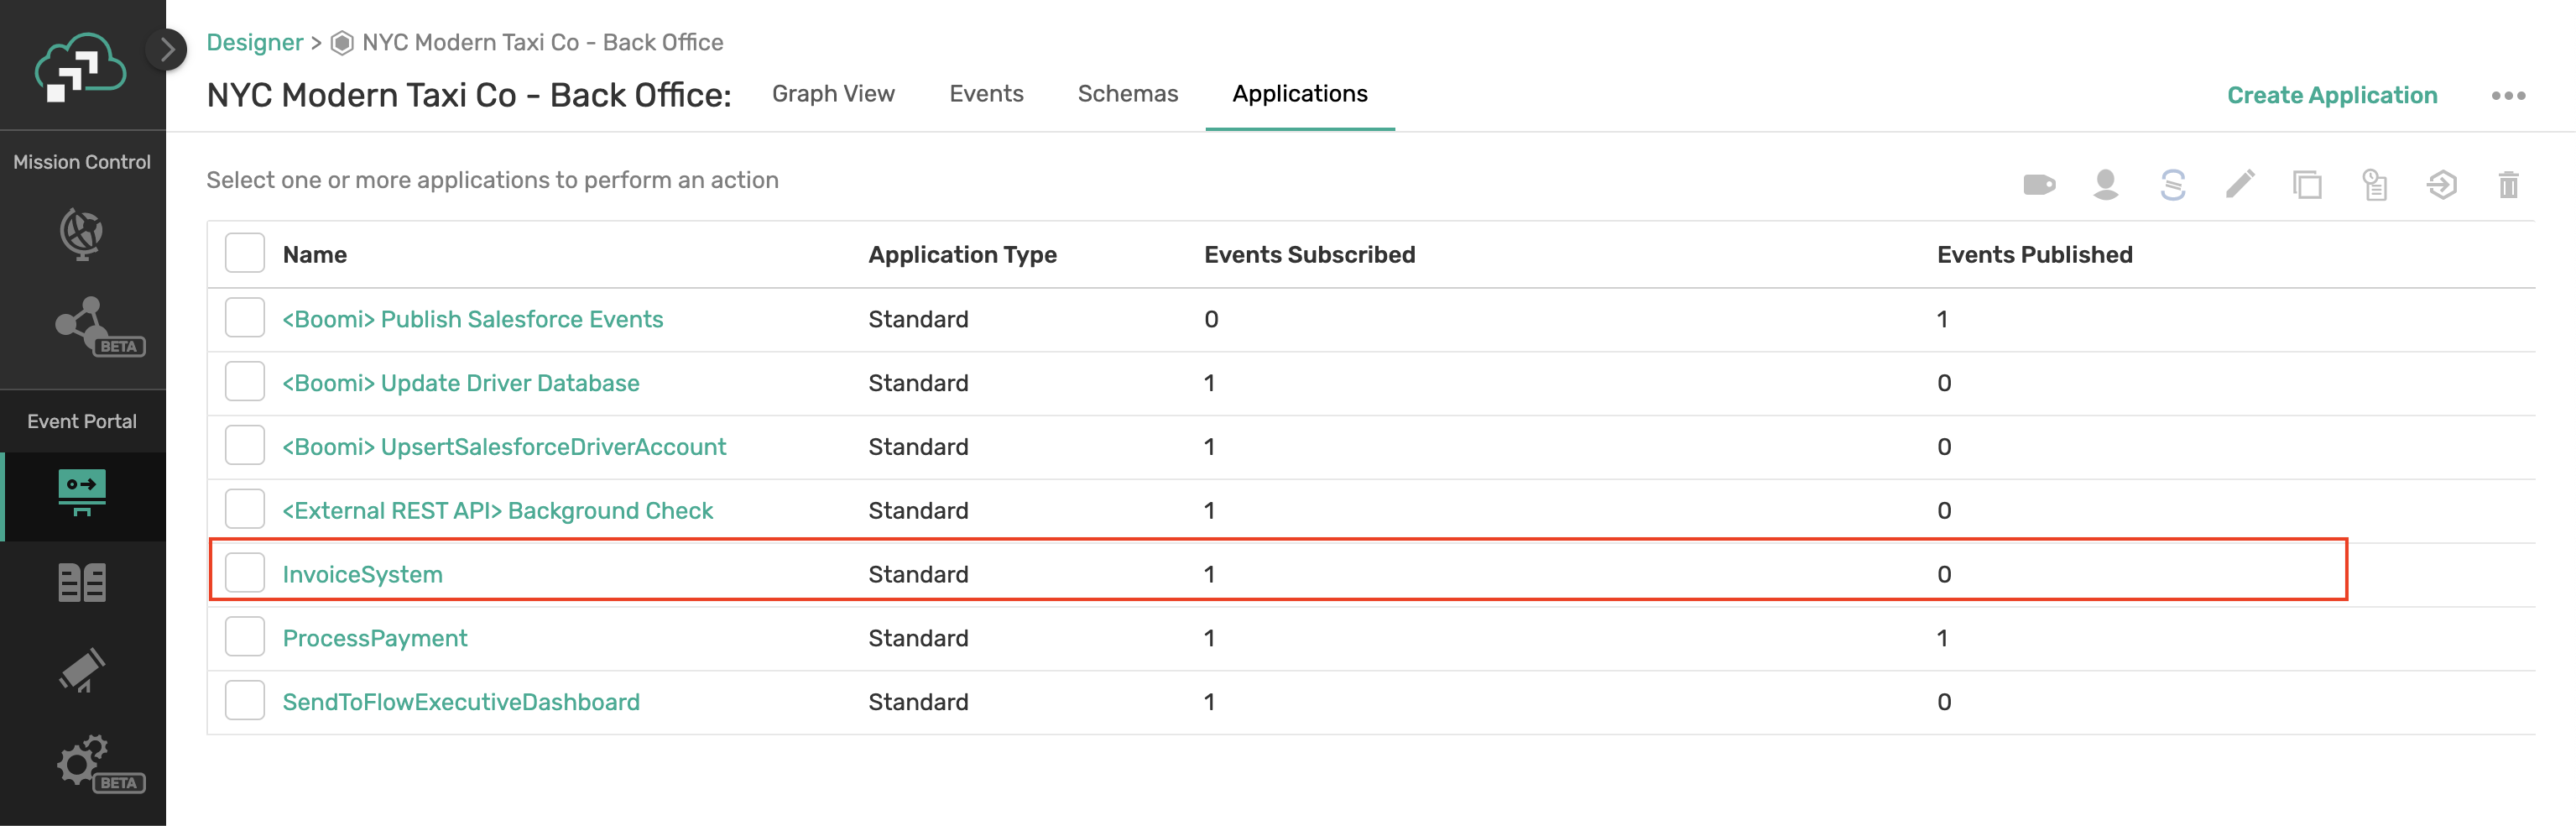 Designer > NYC Modern Taxi Co - Back Office
NYC Modern Taxi Co - Back Office: Graph View Events Schemas Applications Create Application
Mission Control
Select one or more applications to perform an action
Name Application Type Events Subscribed Events Published
<Boomi> Publish Salesforce Events Standard 0 1
BETA
<Boomi> Update Driver Database Standard 1 0
Event Portal
<Boomi> UpsertSalesforceDriverAccount Standard 1 0
<External REST API> Background Check Standard 1 0
InvoiceSystem Standard 1 0
ProcessPayment Standard 1 1
SendToFlowExecutiveDashboard Standard 1 0
BETA